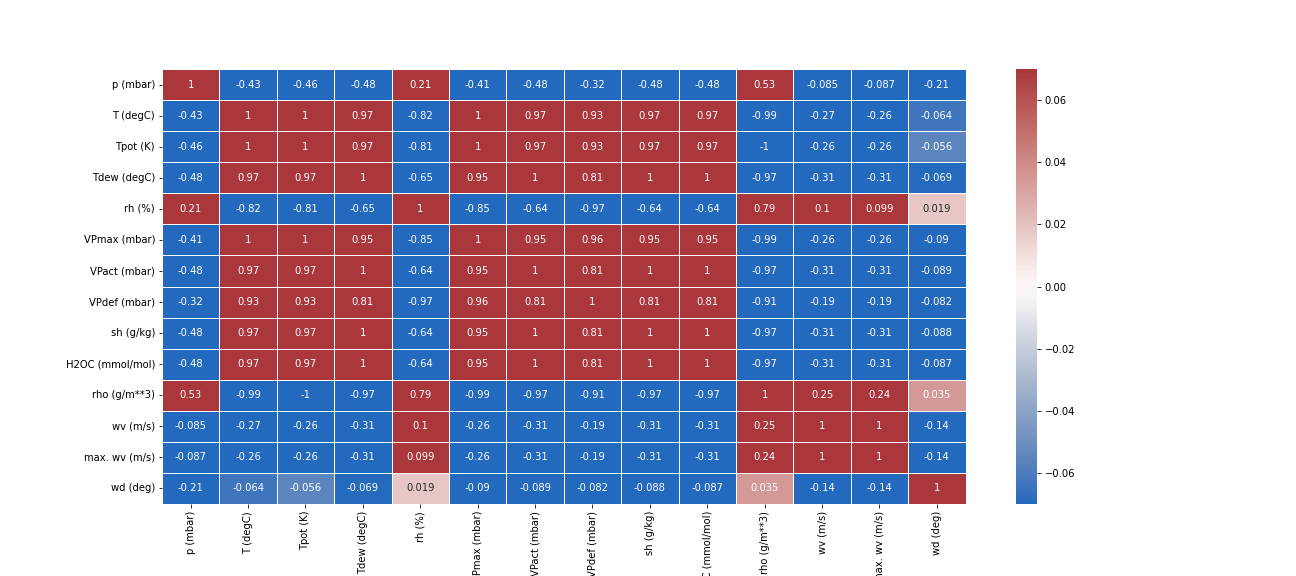 p (mbar) 1 -0.43 -0.46 -0.48 0.21 -0.41 -0.48 -0.32 -0.48 -0.48 0.53 -0.085 -0.087 -0.21
T (degC) -0.43 1 1 0.97 -0.82 1 0.97 0.93 0.97 0.97 -0.99 -0.27 -0.26 -0.064
Tpot (K) -0.46 1 1 0.97 -0.81 1 0.97 0.93 0.97 0.97 -1 -0.26 -0.26 -0.056
Tdew (degC) -0.48 0.97 0.97 1 -0.65 0.95 1 0.81 1 1 -0.97 -0.31 -0.31 -0.069
rh (%) 0.21 -0.82 -0.81 -0.65 1 -0.85 -0.64 -0.97 -0.64 -0.64 0.79 0.1 0.099 0.019
VPmax (mbar) -0.41 1 1 0.95 -0.85 1 0.95 0.96 0.95 0.95 -0.99 -0.26 -0.26 -0.09
VPact (mbar) -0.48 0.97 0.97 1 -0.64 0.95 1 0.81 1 1 -0.97 -0.31 -0.31 -0.089
VPdef (mbar) -0.32 0.93 0.93 0.81 -0.97 0.96 0.81 1 0.81 0.81 -0.91 -0.19 -0.19 -0.082
sh (g/kg) -0.48 0.97 0.97 1 -0.64 0.95 1 0.81 1 1 -0.97 -0.31 -0.31 -0.088
H2OC (mmol/mol) -0.48 0.97 0.97 1 -0.64 0.95 1 0.81 1 1 -0.97 -0.31 -0.31 -0.087
rho (g/m**3) 0.53 -0.99 -1 -0.97 0.79 -0.99 -0.97 -0.91 -0.97 -0.97 1 0.25 0.24 0.035
wv (m/s) -0.085 -0.27 -0.26 -0.31 0.1 -0.26 -0.31 -0.19 -0.31 -0.31 0.25 1 1 -0.14
max. wv (m/s) -0.087 -0.26 -0.26 -0.31 0.099 -0.26 -0.31 -0.19 -0.31 -0.31 0.24 1 1 -0.14
wd (deg) -0.21 -0.064 -0.056 -0.069 0.019 -0.09 -0.089 -0.082 -0.088 -0.087 0.035 -0.14 -0.14 1
p (mbar)
T (degC)
Tpot (K)
Tdew (degC)
rh (%)
Pmax (mbar)
VPact (mbar)
VPdef (mbar)
sh (g/kg)
(mmol/mol)
rho (g/m**3)
wv (m/s)
wv (m/s)
wd (deg)
0.06
0.04
0.02
0.00
−0.02
−0.04
−0.06